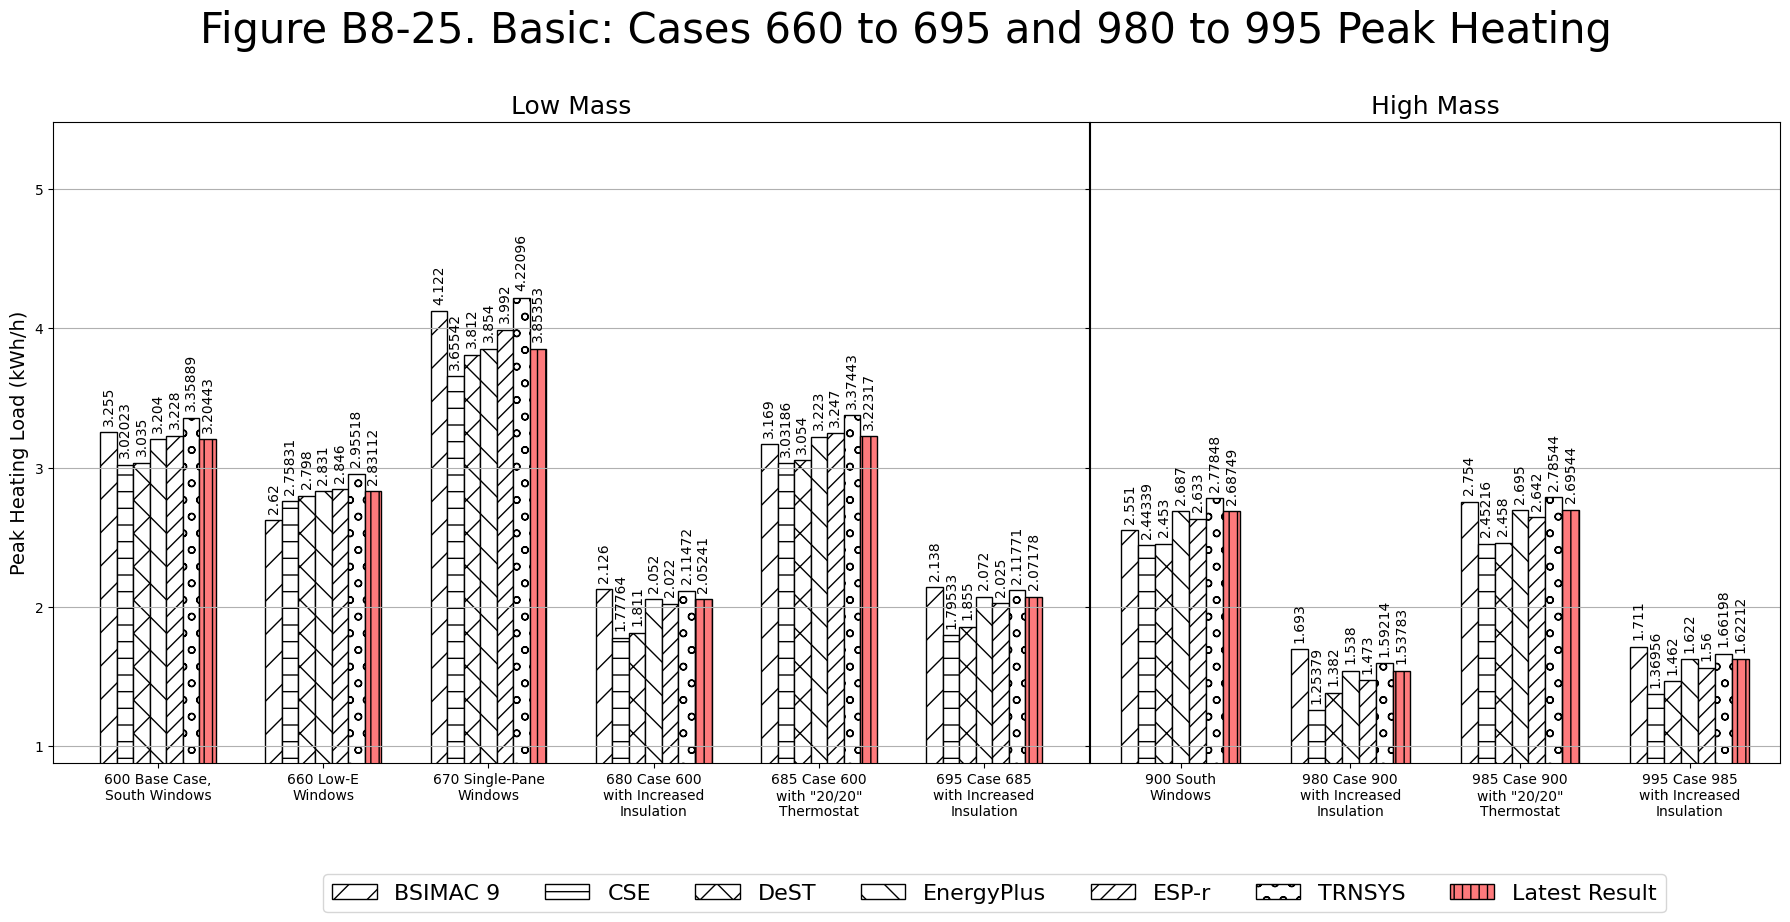 Figure B8-25. Basic: Cases 660 to 695 and 980 to 995 Peak Heating
Low Mass
High Mass
Peak Heating Load (kWh/h)
5
4
3
2
1
3.255
3.02023
3.035
3.204
3.228
3.35889
3.20443
2.62
2.75831
2.798
2.831
2.846
2.95518
2.83112
4.122
3.65542
3.812
3.854
3.992
4.22096
3.85353
2.126
1.77764
1.811
2.052
2.022
2.11472
2.05241
3.169
3.03186
3.054
3.223
3.247
3.37443
3.22317
2.138
1.79533
1.855
2.072
2.025
2.11771
2.07178
2.551
2.44339
2.453
2.687
2.633
2.77848
2.68749
1.693
1.25379
1.382
1.538
1.473
1.59214
1.53783
2.754
2.45216
2.458
2.695
2.642
2.78544
2.69544
1.711
1.36956
1.462
1.622
1.56
1.66198
1.62212
600 Base Case,
South Windows
660 Low-E
Windows
670 Single-Pane
Windows
680 Case 600
with Increased
Insulation
685 Case 600
with "20/20"
Thermostat
695 Case 685
with Increased
Insulation
900 South
Windows
980 Case 900
with Increased
Insulation
985 Case 900
with "20/20"
Thermostat
995 Case 985
with Increased
Insulation
BSIMAC 9
CSE
DeST
EnergyPlus
ESP-r
TRNSYS
Latest Result